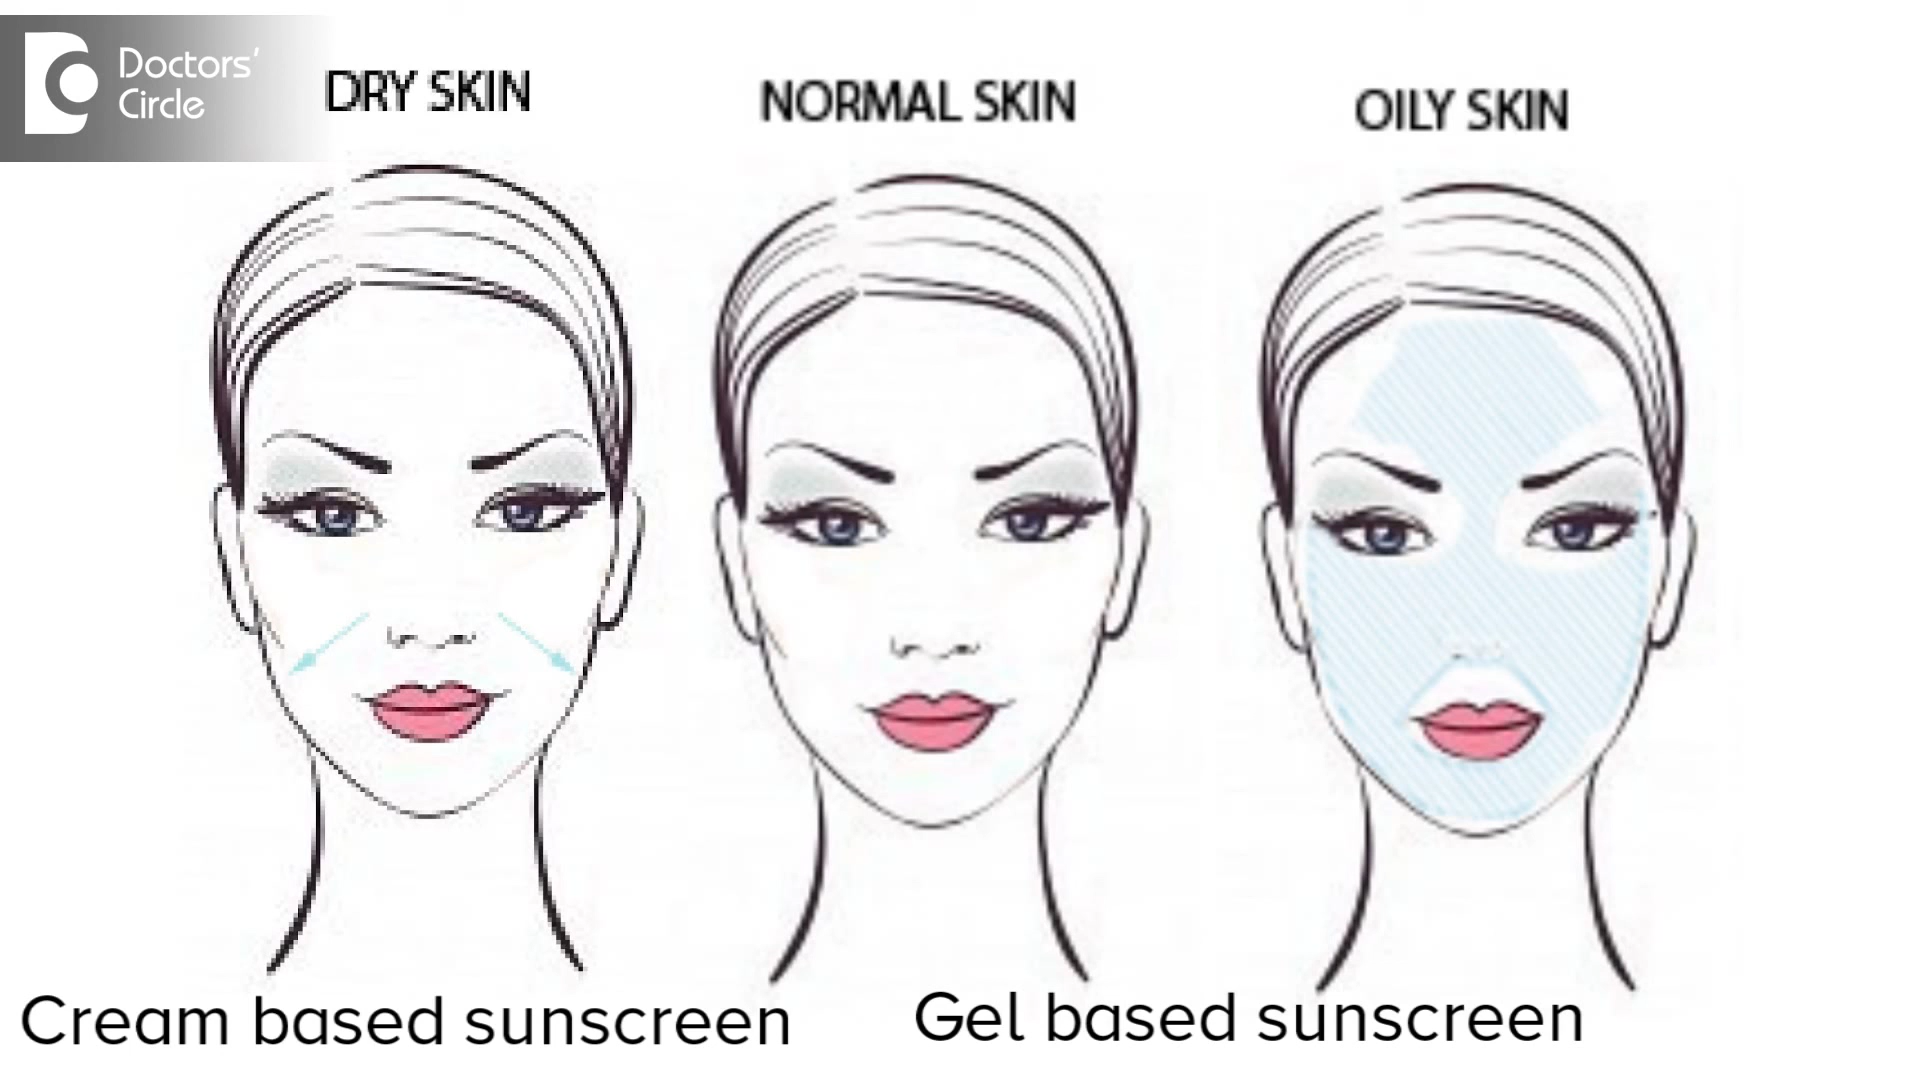 Doctors'
Circle
DRY SKIN
NORMAL SKIN
OILY SKIN
Cream based sunscreen
Gel based sunscreen